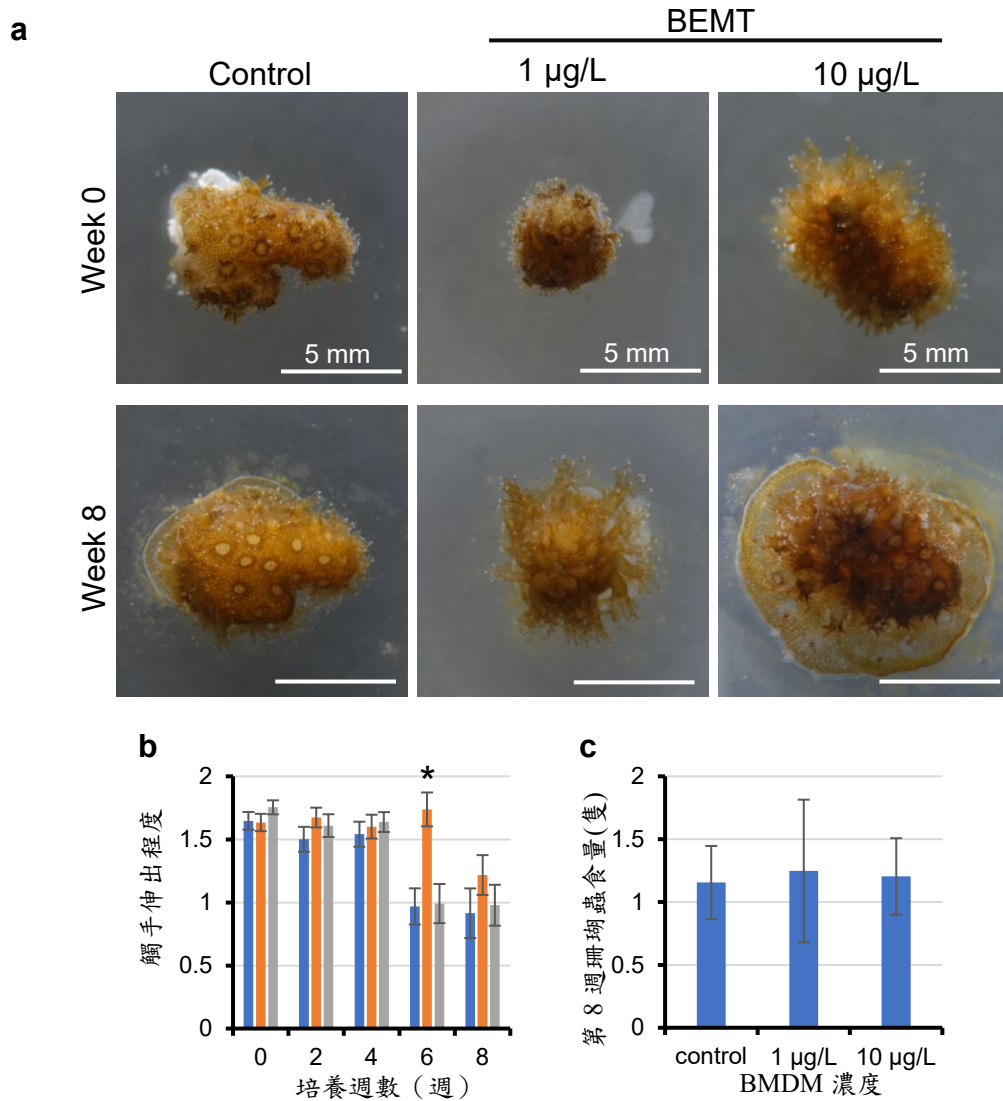 a
BEMT
Control
1 µg/L
10 µg/L
Week 0
5 mm
5 mm
5 mm
Week 8
b
*
2
1.5
1
0.5
0
0
2
4
6
8
觸手伸出程度
培養週數（週）
c
2
1.5
1
0.5
0
第 8 週珊瑚蟲食量(隻)
control
1 µg/L
10 µg/L
BMDM 濃度